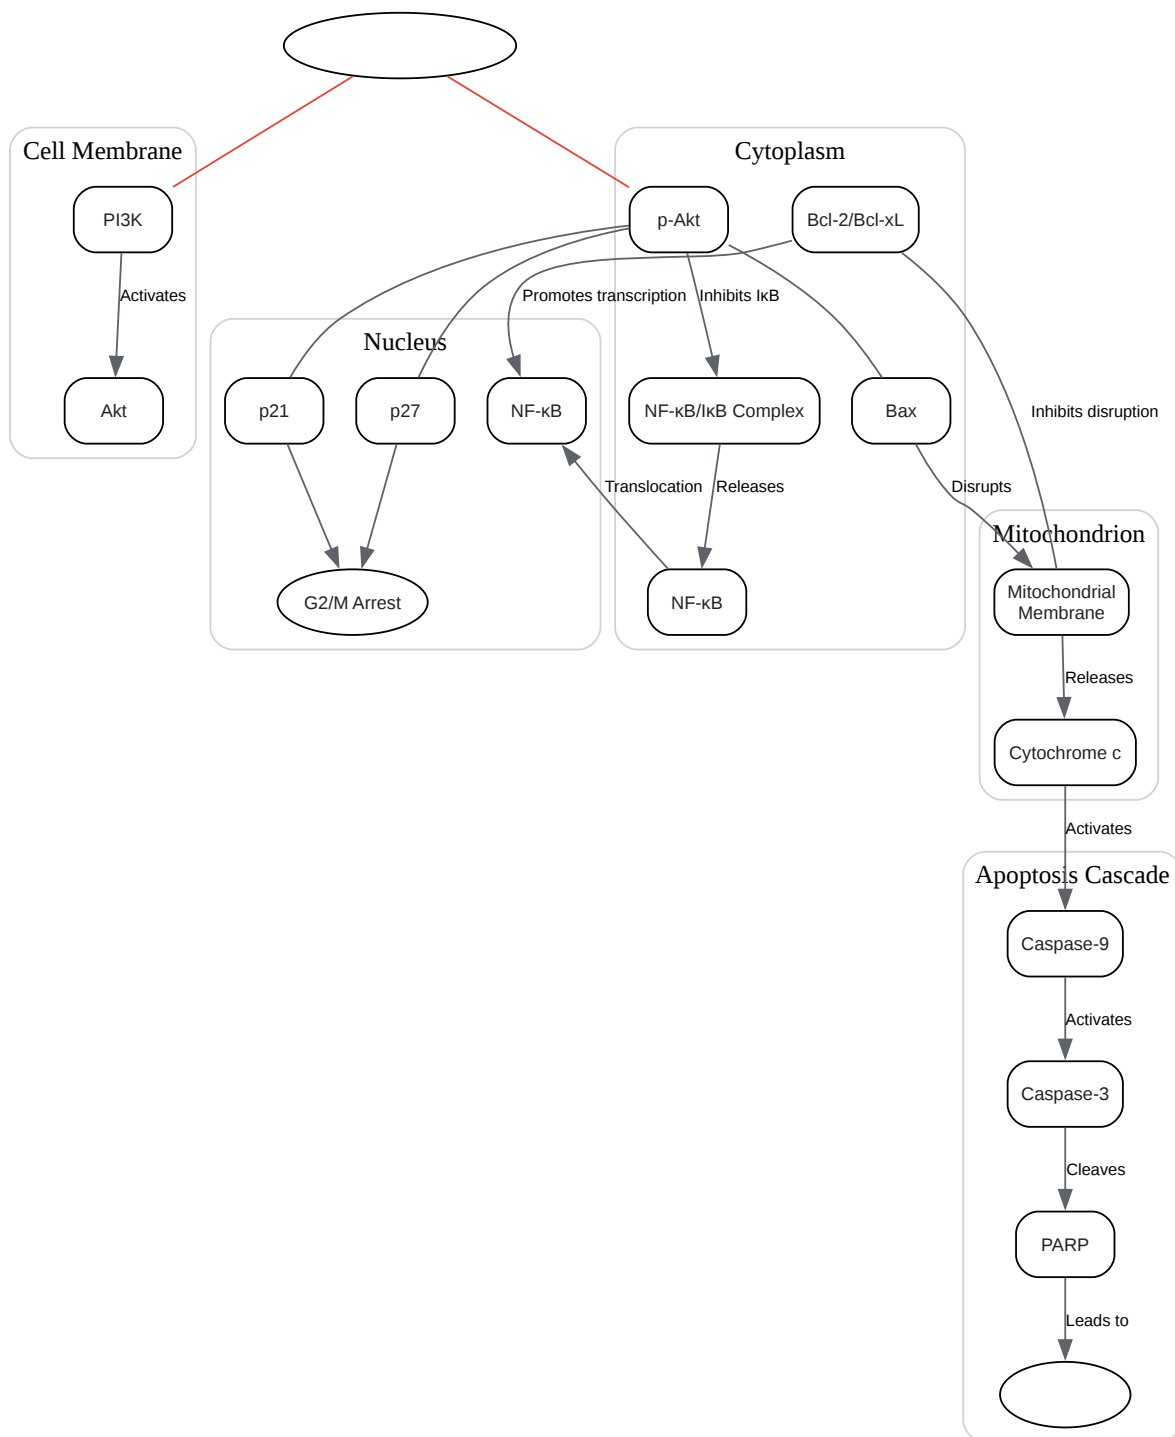 Cell Membrane
Cytoplasm
PI3K
p-Akt
Bcl-2/Bcl-xL
Activates
Promotes transcription
Inhibits IκB
Nucleus
Akt
p21
p27
NF-κB
NF-κB/IκB Complex
Bax
Inhibits disruption
Translocation
Releases
Disrupts
Mitochondrion
G2/M Arrest
NF-κB
Mitochondrial
Membrane
Releases
Cytochrome c
Activates
Apoptosis Cascade
Caspase-9
Activates
Caspase-3
Cleaves
PARP
Leads to